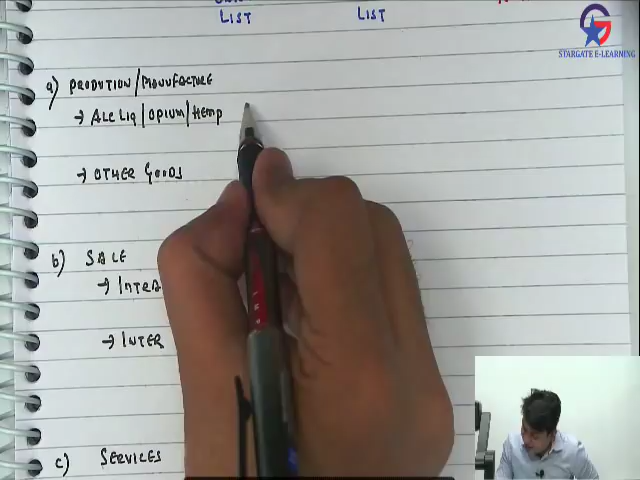 LIST LIST
STARGATE E-LEARNING
a) PRODUTION/MANUFACTURE
→ ALC LIQ/OPIUM/HEMP
→ OTHER GOODS
b) SALE
→ INTRA
→ INTER
c) SERVICES